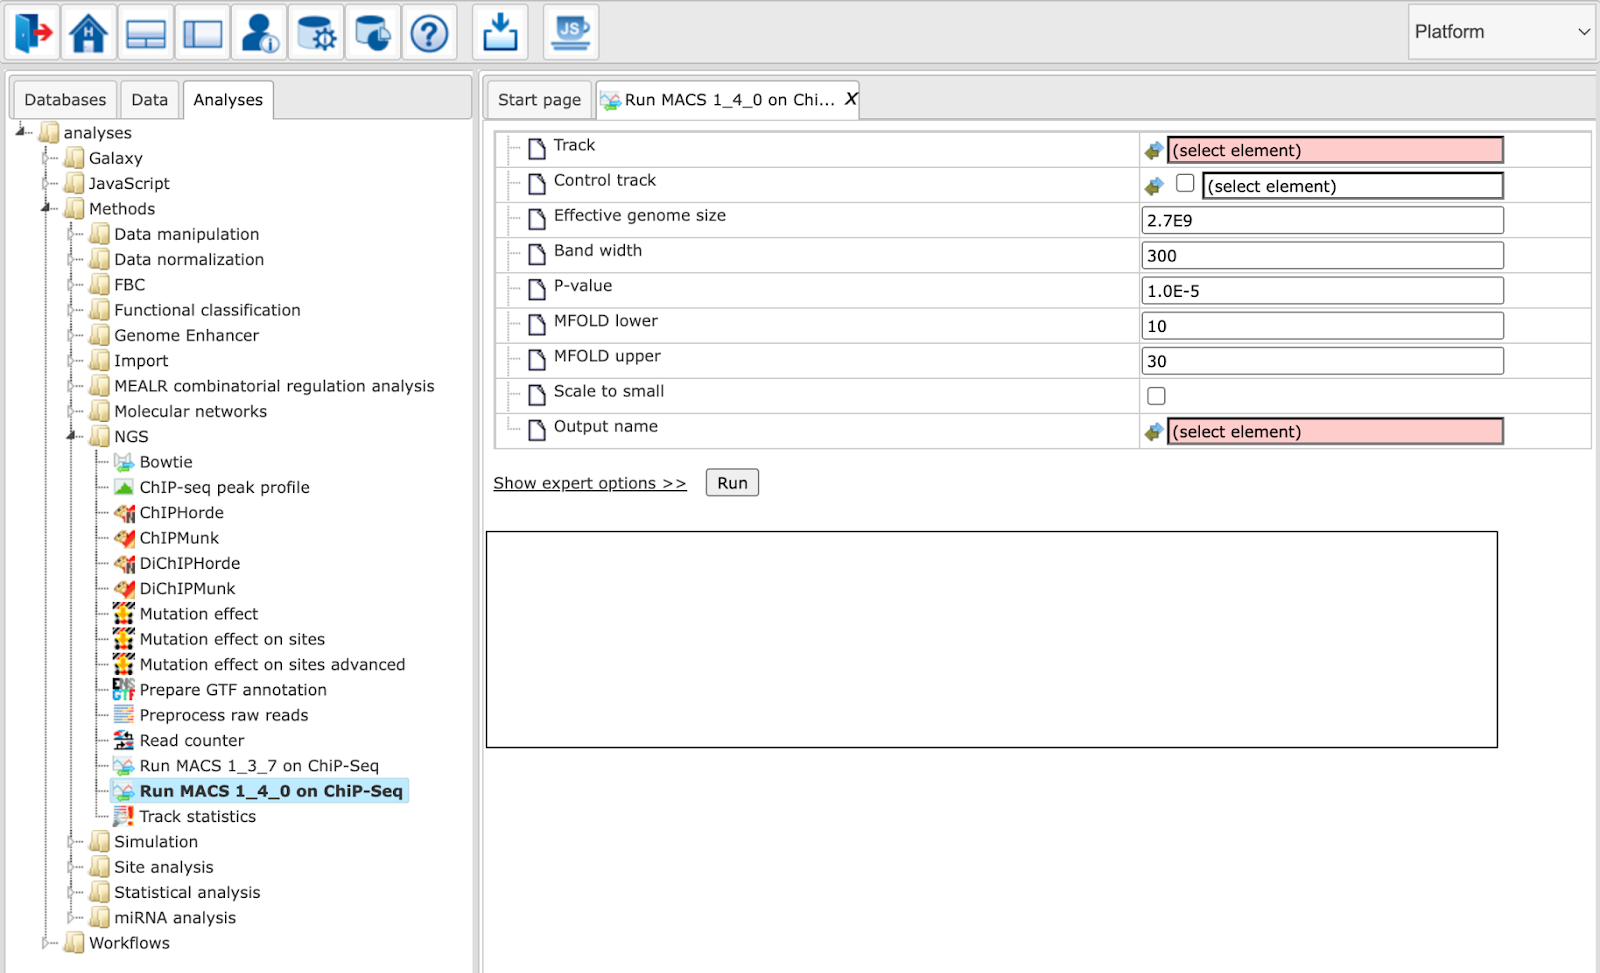 JS
Platform
Databases
Data
Analyses
analyses
Galaxy
JavaScript
Methods
Data manipulation
Data normalization
FBC
Functional classification
Genome Enhancer
Import
MEALR combinatorial regulation analysis
Molecular networks
NGS
Bowtie
ChIP-seq peak profile
ChIPHorde
ChIPMunk
DiChIPHorde
DiChIPMunk
Mutation effect
Mutation effect on sites
Mutation effect on sites advanced
Prepare GTF annotation
Preprocess raw reads
Read counter
Run MACS 1_3_7 on ChiP-Seq
Run MACS 1_4_0 on ChiP-Seq
Track statistics
Simulation
Site analysis
Statistical analysis
miRNA analysis
Workflows
Start page
Run MACS 1_4_0 on Chi... X
Track (select element)
Control track (select element)
Effective genome size 2.7E9
Band width 300
P-value 1.0E-5
MFOLD lower 10
MFOLD upper 30
Scale to small
Output name (select element)
Show expert options >> Run